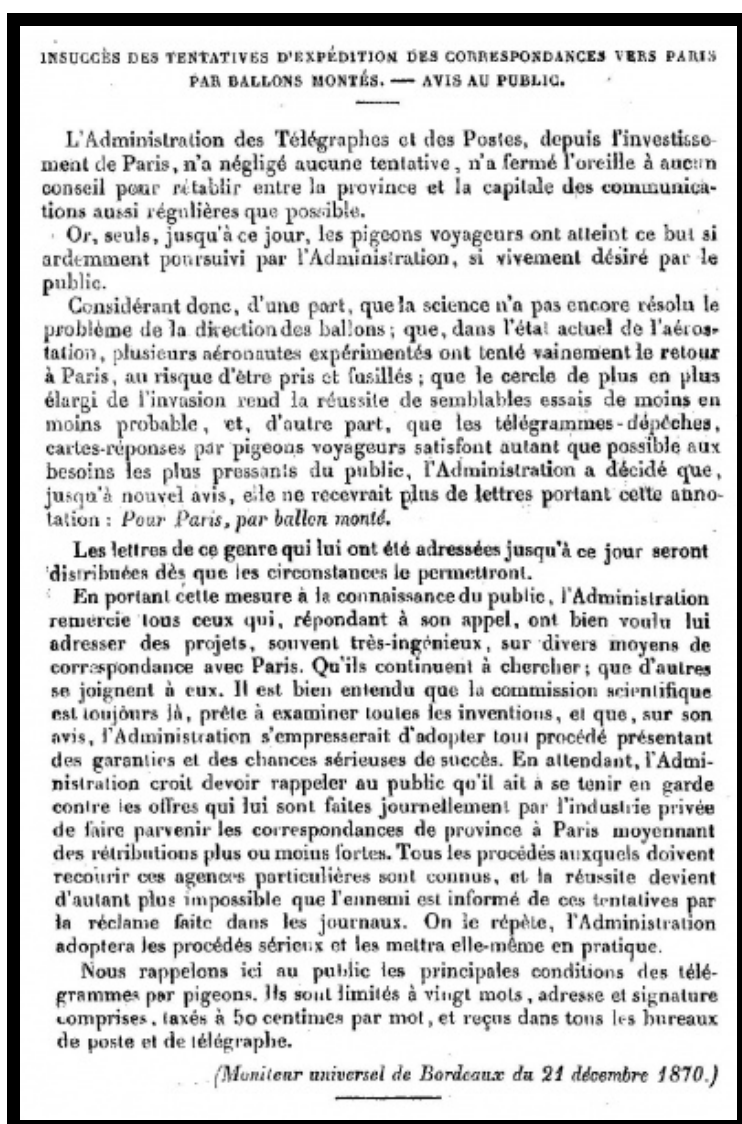 INSUCCÈS DES TENTATIVES D'EXPÉDITION DES CORRESPONDANCES VERS PARIS
PAR BALLONS MONTÉS. — AVIS AU PUBLIC.
L'Administration des Télégraphes et des Postes, depuis l'investisse-
ment de Paris, n'a négligé aucune tentative, n'a fermé l'oreille à aucun
conseil pour rétablir entre la province et la capitale des communica-
tions aussi régulières que possible.
Or, seuls, jusqu'à ce jour, les pigeons voyageurs ont atteint ce but si
ardemment poursuivi par l'Administration, si vivement désiré par le
public.
Considérant donc, d'une part, que la science n'a pas encore résolu le
problème de la direction des ballons; que, dans l'état actuel de l'aéros-
tation, plusieurs aéronautes expérimentés ont tenté vainement le retour
à Paris, au risque d'être pris et fusillés; que le cercle de plus en plus
élargi de l'invasion rend la réussite de semblables essais de moins en
moins probable, et, d'autre part, que les télégrammes-dépêches,
cartes-réponses par pigeons voyageurs satisfont autant que possible aux
besoins les plus pressants du public, l'Administration a décidé que,
jusqu'à nouvel avis, elle ne recevrait plus de lettres portant cette anno-
tation : Pour Paris, par ballon monté.
Les lettres de ce genre qui lui ont été adressées jusqu'à ce jour seront
distribuées dès que les circonstances le permettront.
En portant cette mesure à la connaissance du public, l'Administration
remercie tous ceux qui, répondant à son appel, ont bien voulu lui
adresser des projets, souvent très-ingénieux, sur divers moyens de
correspondance avec Paris. Qu'ils continuent à chercher; que d'autres
se joignent à eux. Il est bien entendu que la commission scientifique
est toujours là, prête à examiner toutes les inventions, et que, sur son
avis, l'Administration s'empresserait d'adopter tout procédé présentant
des garanties et des chances sérieuses de succès. En attendant, l'Admi-
nistration croit devoir rappeler au public qu'il ait à se tenir en garde
contre les offres qui lui sont faites journellement par l'industrie privée
de faire parvenir les correspondances de province à Paris moyennant
des rétributions plus ou moins fortes. Tous les procédés auxquels doivent
recourir ces agences particulières sont connus, et la réussite devient
d'autant plus impossible que l'ennemi est informé de ces tentatives par
la réclame faite dans les journaux. On le répète, l'Administration
adoptera les procédés sérieux et les mettra elle-même en pratique.
Nous rappelons ici au public les principales conditions des télé-
grammes par pigeons. Ils sont limités à vingt mots, adresse et signature
comprises, taxés à 50 centimes par mot, et reçus dans tous les bureaux
de poste et de télégraphe.
(Moniteur universel de Bordeaux du 21 décembre 1870.)